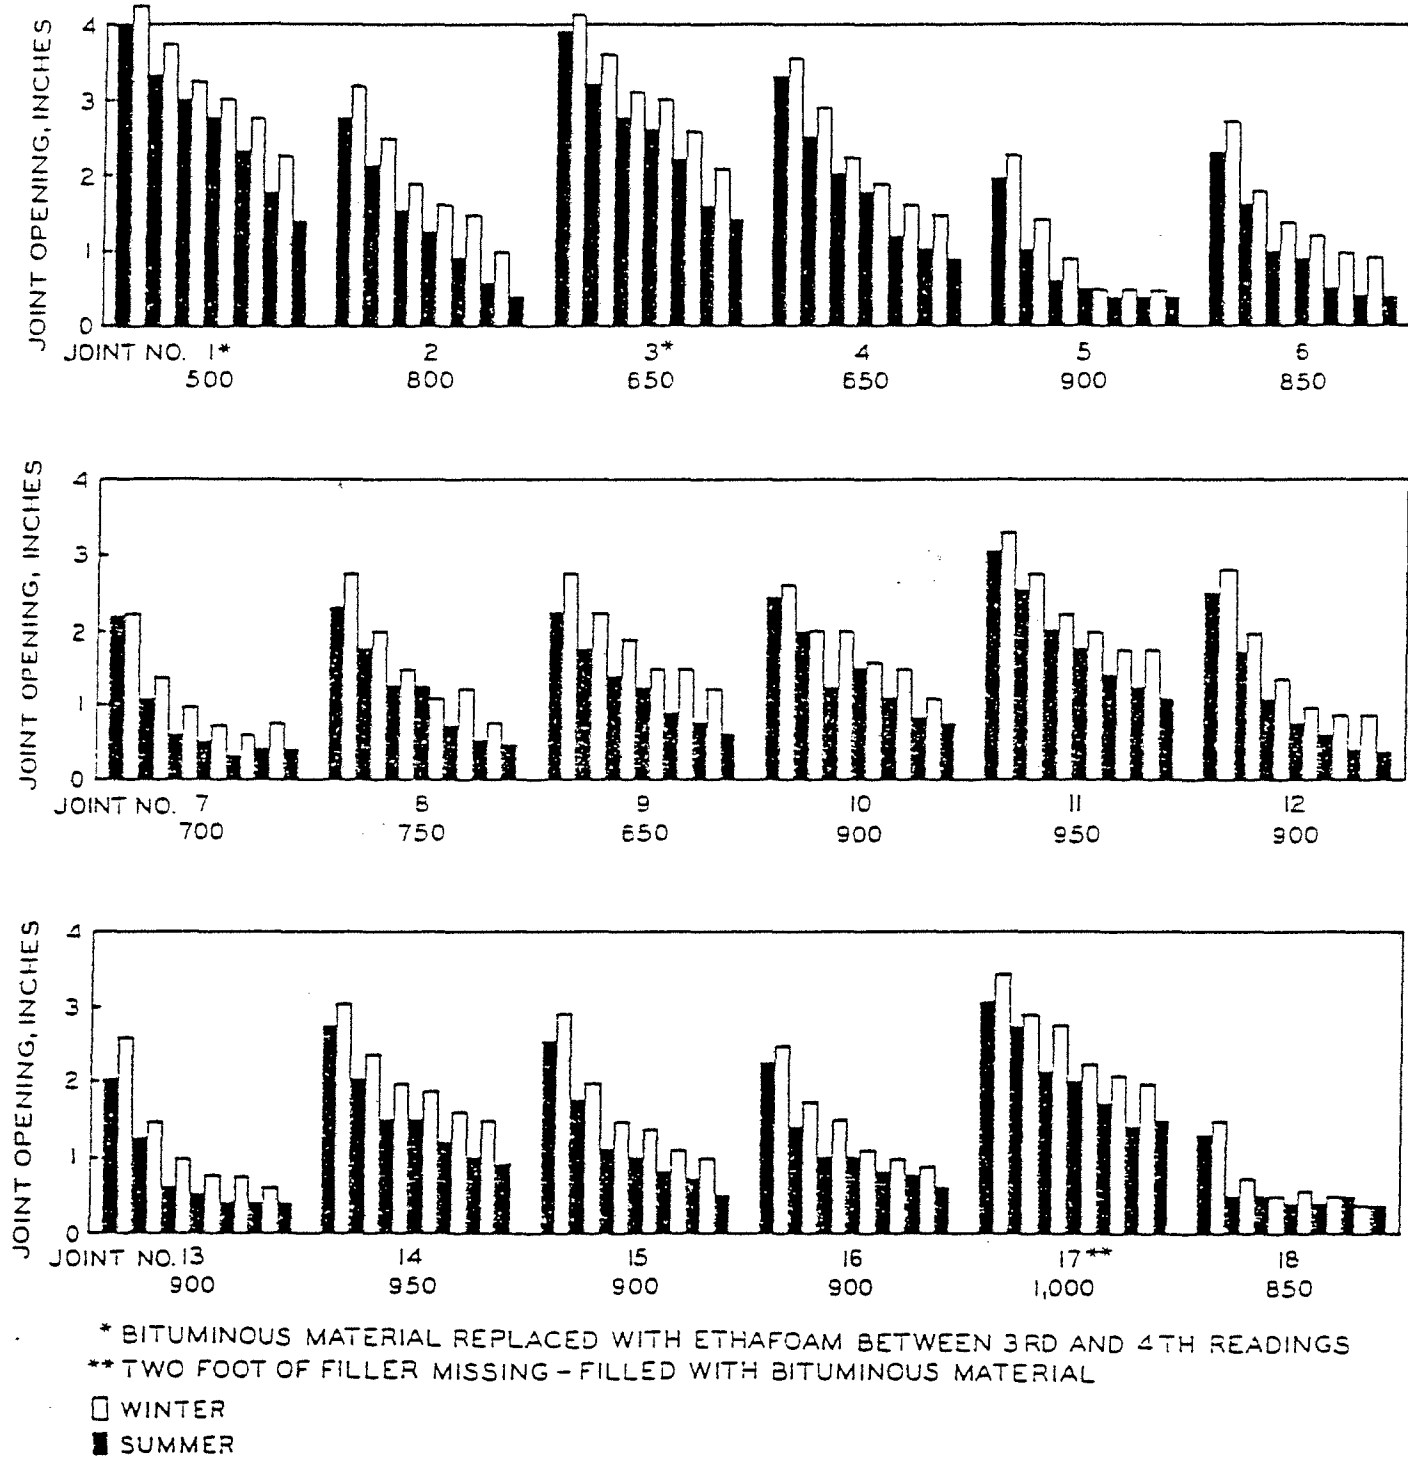 JOINT OPENING, INCHES
4
3
2
1
0
JOINT NO. 1* 2 3* 4 5 6
500 800 650 650 900 850
JOINT OPENING, INCHES
4
3
2
1
0
JOINT NO. 7 8 9 10 11 12
700 750 650 900 950 900
JOINT OPENING, INCHES
4
3
2
1
0
JOINT NO. 13 14 15 16 17** 18
900 950 900 900 1,000 850
* BITUMINOUS MATERIAL REPLACED WITH ETHAFOAM BETWEEN 3RD AND 4TH READINGS
** TWO FOOT OF FILLER MISSING - FILLED WITH BITUMINOUS MATERIAL
WINTER
SUMMER